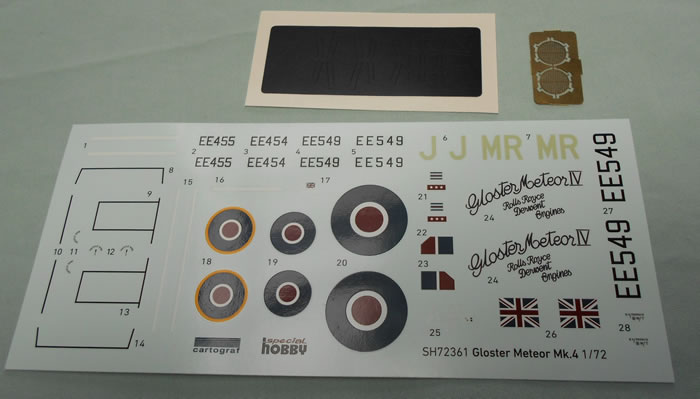 1
8
9
10 11 12
13
14
EE455 EE454 EE549 EE549
2 3 4 5
EE455 EE454 EE549 EE549
15 16 17
18 19 20
cartograf
special
HOBBY
J J MR MR
6 7
21
22
23
Gloster Meteor IV
Rolls Royce
Derwent
Engines
24
Gloster Meteor IV
Rolls Royce
Derwent
Engines
24
25 26
EE549
27
EE549
28
SH72361 Gloster Meteor Mk.4 1/72